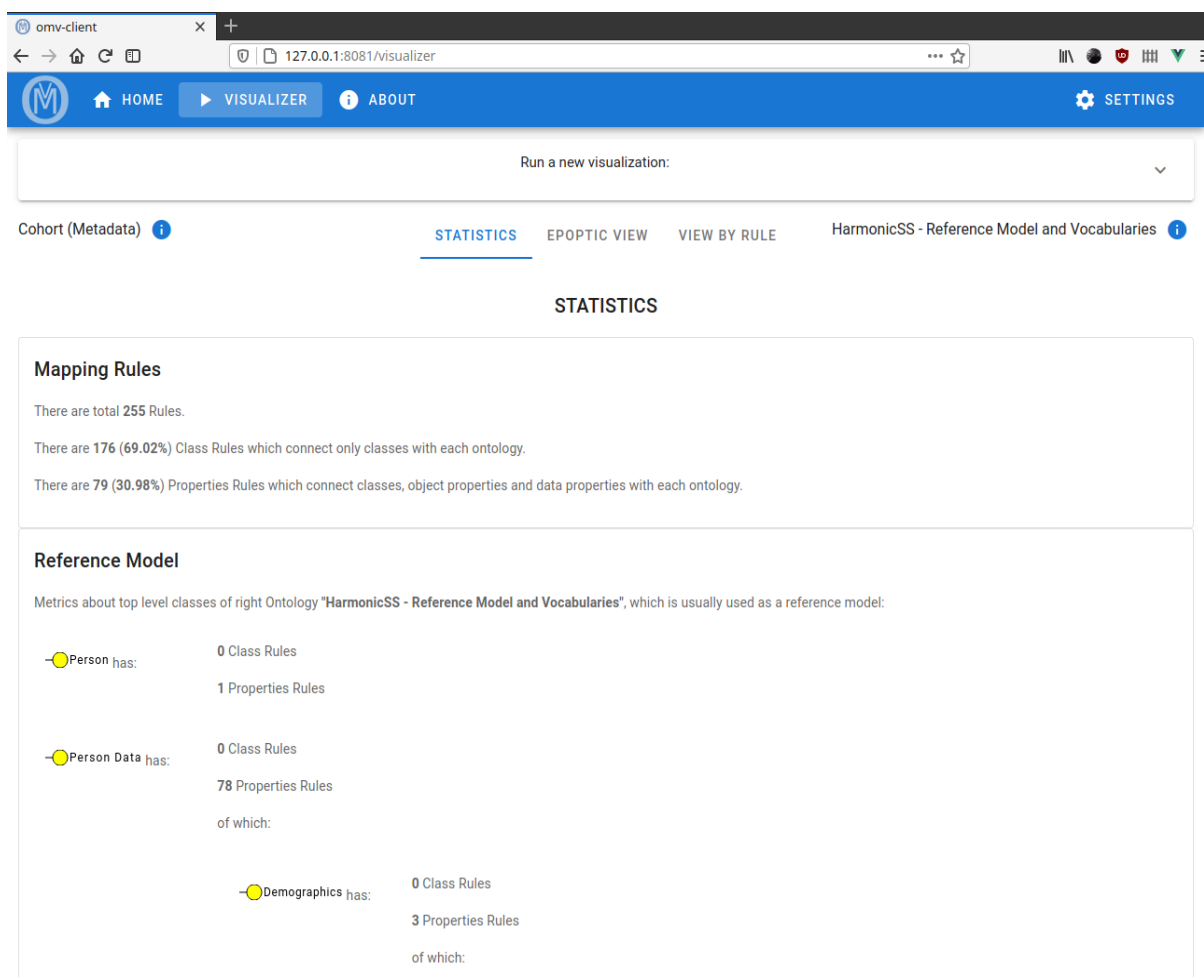 omv-client
127.0.0.1:8081/visualizer
HOME
VISUALIZER
ABOUT
SETTINGS
Run a new visualization:
Cohort (Metadata)
STATISTICS
EPOPTIC VIEW
VIEW BY RULE
HarmonicSS - Reference Model and Vocabularies
STATISTICS
Mapping Rules
There are total 255 Rules.
There are 176 (69.02%) Class Rules which connect only classes with each ontology.
There are 79 (30.98%) Properties Rules which connect classes, object properties and data properties with each ontology.
Reference Model
Metrics about top level classes of right Ontology "HarmonicSS - Reference Model and Vocabularies", which is usually used as a reference model:
Person has:
0 Class Rules
1 Properties Rules
Person Data has:
0 Class Rules
78 Properties Rules
of which:
Demographics has:
0 Class Rules
3 Properties Rules
of which: